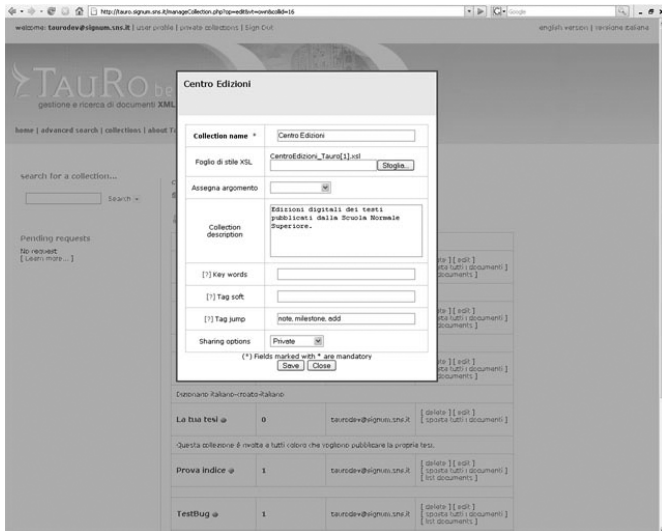 http://tauro.signum.sns.it/manageCollection.php?op=edit&vt=own&collId=16
Google
welcome: taurodev@signum.sns.it | user profile | private collections | Sign Out
english version | versione italiana
TAURO be
gestione e ricerca di documenti XML
home | advanced search | collections | about T
search for a collection...
Search
Pending requests
No request
[ Learn more... ]
Centro Edizioni
Collection name *
Centro Edizioni
Foglio di stile XSL
CentroEdizioni_Tauro[1].xsl
Sfoglia...
Assegna argomento
Collection description
Edizioni digitali dei testi
pubblicati dalla Scuola Normale
Superiore.
[?] Key words
[?] Tag soft
[?] Tag jump
note, milestone, add
Sharing options
Private
(*) Fields marked with * are mandatory
Save
Close
Dizionario italiano-croato-italiano
La tua tesi
0
taurodev@signum.sns.it
[ delete ] [ edit ]
[ sposta tutti i documenti ]
Questa collezione è rivolta a tutti coloro che vogliono pubblicare la propria tesi.
Prova indice
1
taurodev@signum.sns.it
[ delete ] [ edit ]
[ sposta tutti i documenti ]
[ list documents ]
TestBug
1
taurodev@signum.sns.it
[ delete ] [ edit ]
[ sposta tutti i documenti ]
[ list documents ]